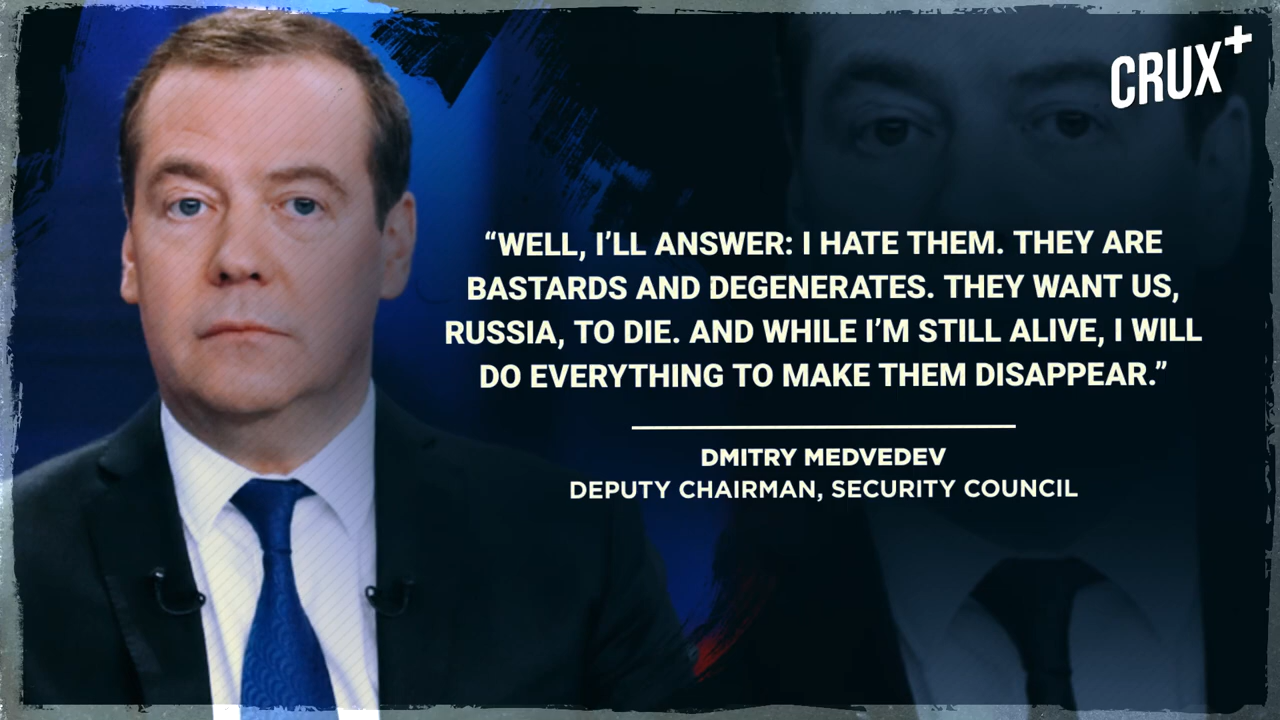 CRUX+
“WELL, I’LL ANSWER: I HATE THEM. THEY ARE
BASTARDS AND DEGENERATES. THEY WANT US,
RUSSIA, TO DIE. AND WHILE I’M STILL ALIVE, I WILL
DO EVERYTHING TO MAKE THEM DISAPPEAR.”
DMITRY MEDVEDEV
DEPUTY CHAIRMAN, SECURITY COUNCIL